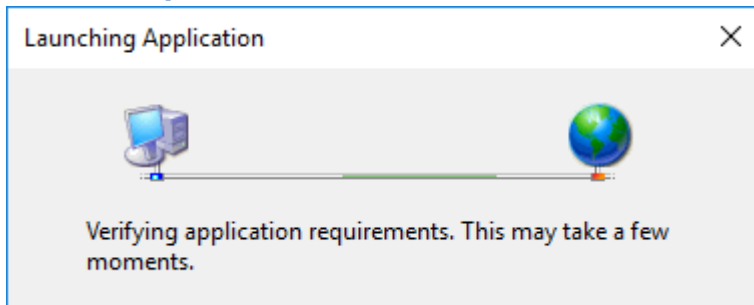 Launching Application
Verifying application requirements. This may take a few
moments.